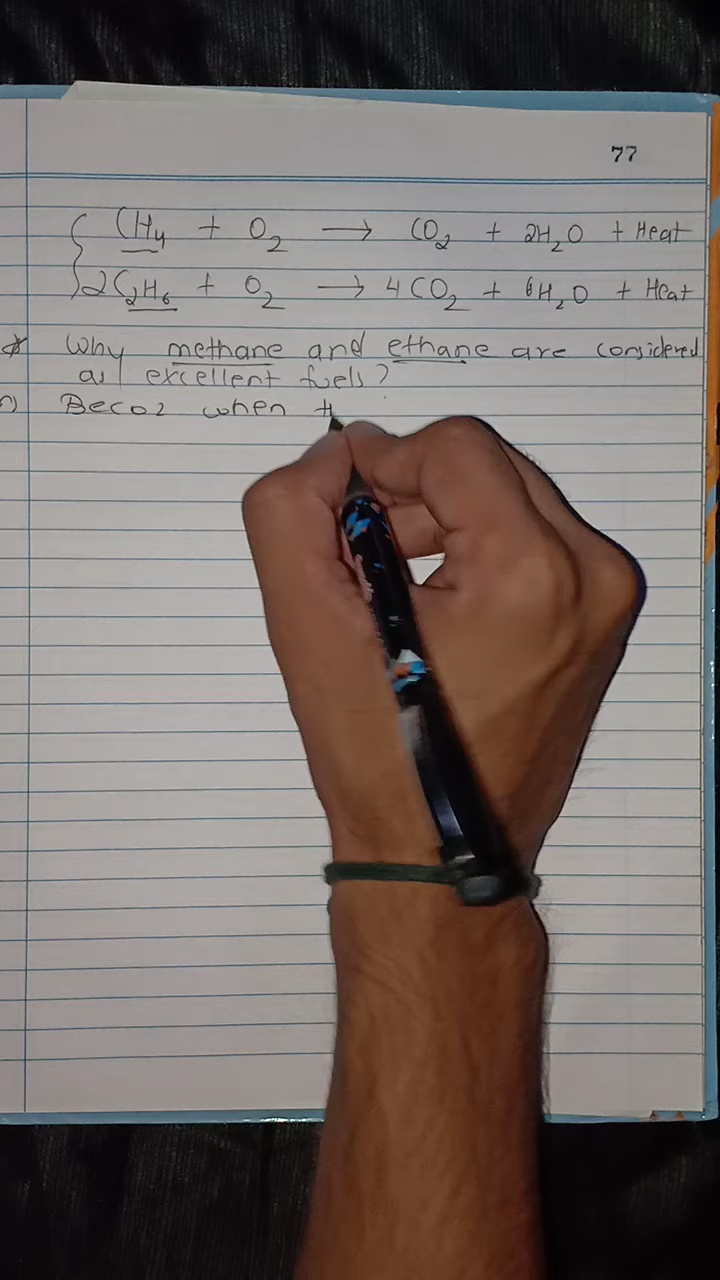 77
CH₄ + O₂ → CO₂ + 2H₂O + Heat
2C₂H₆ + O₂ → 4CO₂ + 6H₂O + Heat
* Why methane and ethane are considered
as excellent fuels?
Becoz when